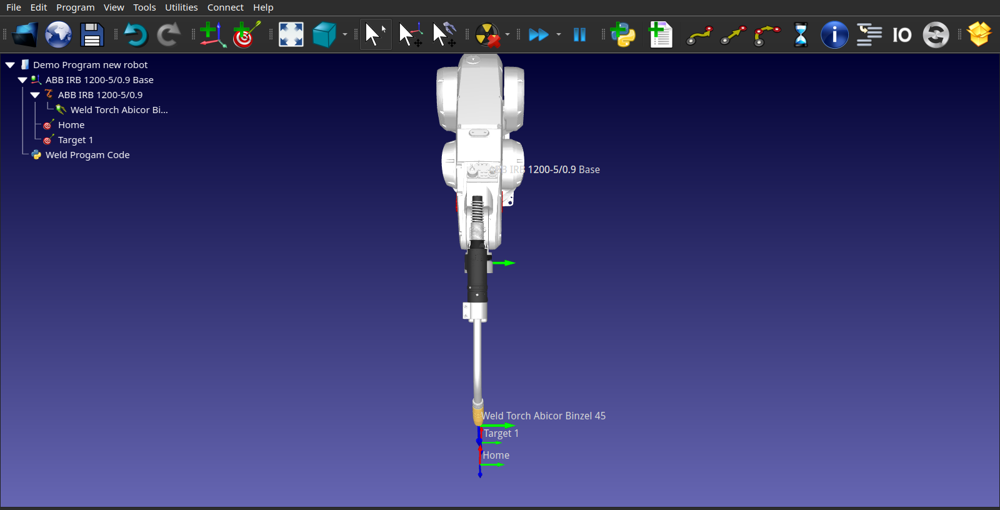 File Edit Program View Tools Utilities Connect Help
IO
Demo Program new robot
ABB IRB 1200-5/0.9 Base
ABB IRB 1200-5/0.9
Weld Torch Abicor Bi...
Home
Target 1
Weld Progam Code
ABB IRB 1200-5/0.9 Base
Weld Torch Abicor Binzel 45
Target 1
Home